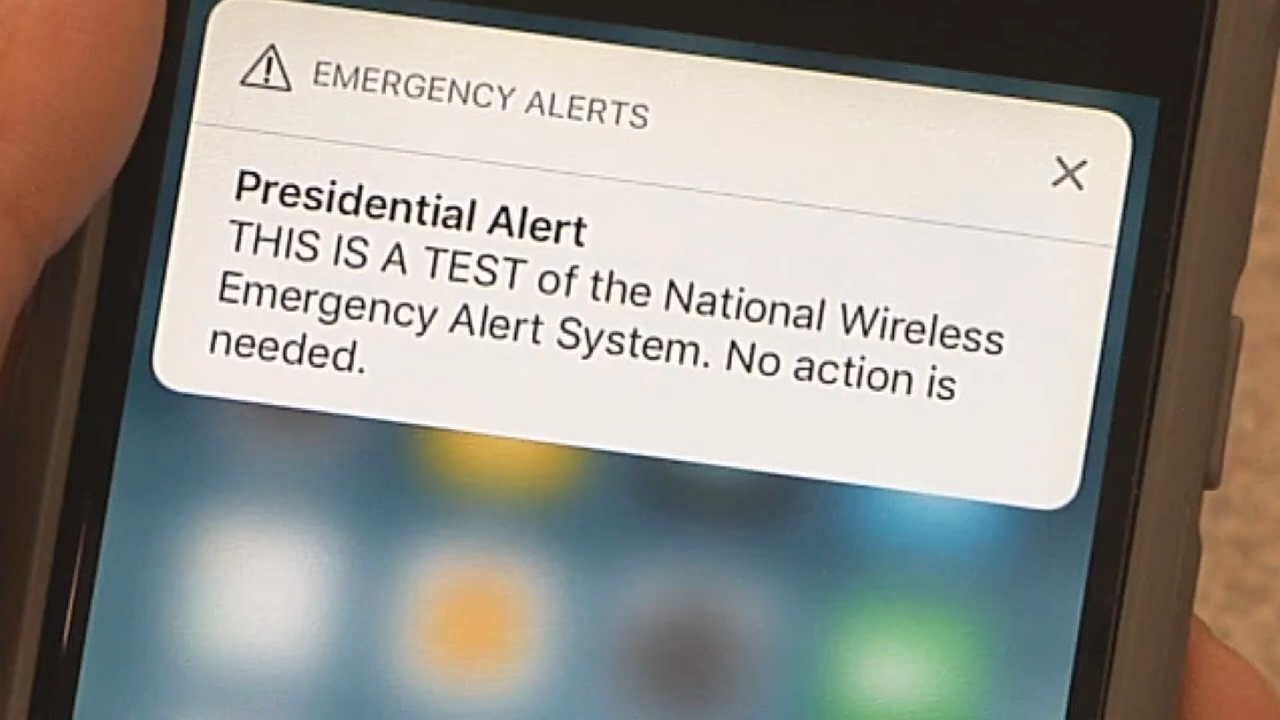 EMERGENCY ALERTS
Presidential Alert
THIS IS A TEST of the National Wireless
Emergency Alert System. No action is
needed.